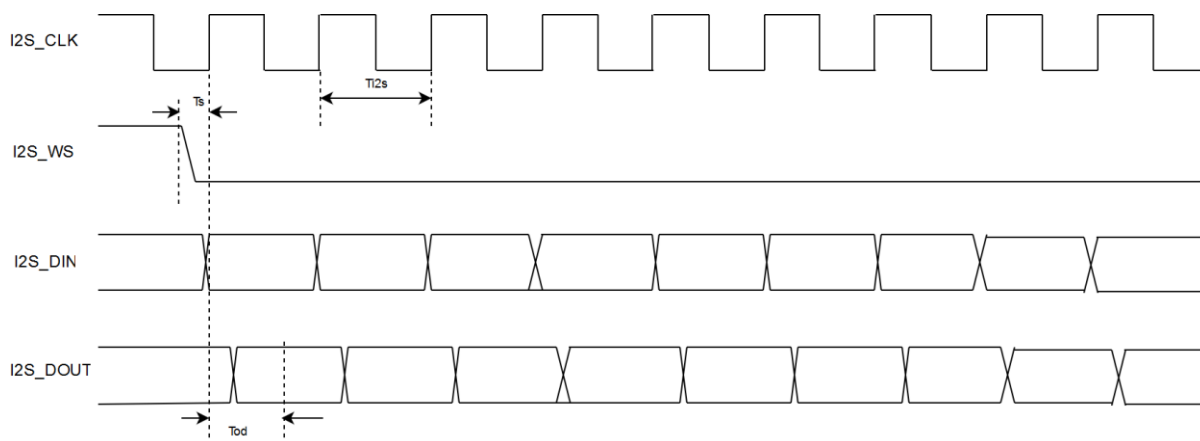 I2S_CLK
Ts
TI2s
I2S_WS
I2S_DIN
I2S_DOUT
Tod